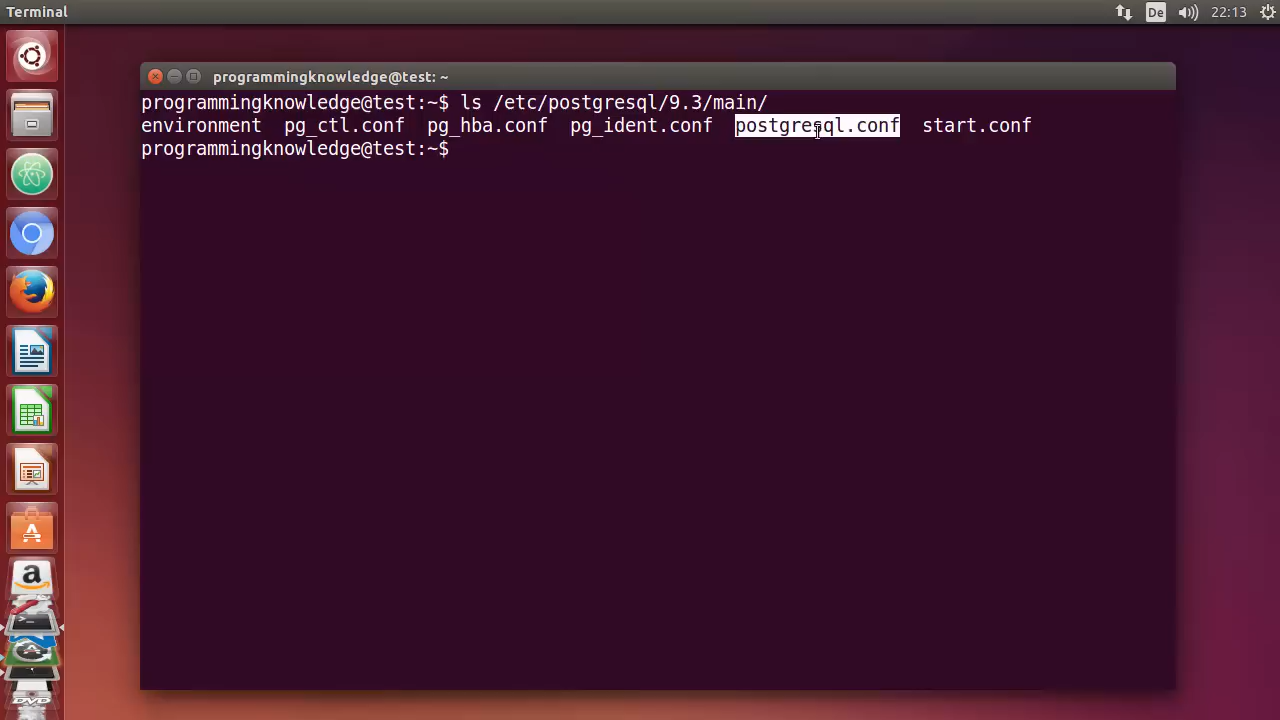 Terminal
De
22:13
programmingknowledge@test: ~
programmingknowledge@test:~$ ls /etc/postgresql/9.3/main/
environment pg_ctl.conf pg_hba.conf pg_ident.conf postgresql.conf start.conf
programmingknowledge@test:~$
A
a
>_
A
DVD